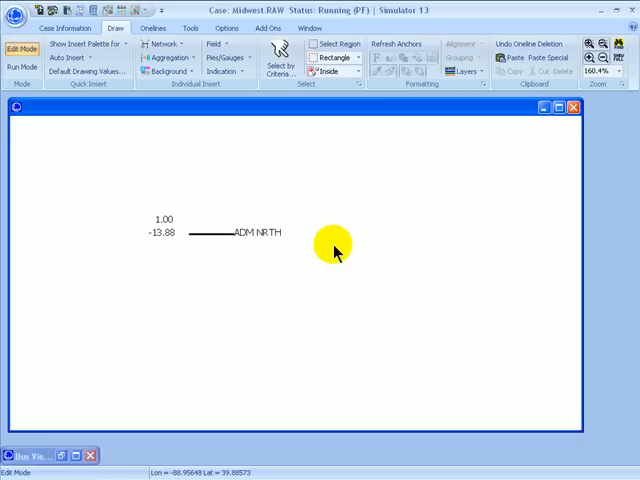 Case: Midwest.RAW Status: Running (PF) - Simulator 13
Case Information Draw Onelines Tools Options Add Ons Window
Edit Mode
Run Mode
Mode
Show Insert Palette for
Auto Insert
Default Drawing Values...
Quick Insert
Network
Aggregation
Background
Field
Pies/Gauges
Indication
Individual Insert
Select by
Criteria...
Select Region
Rectangle
Inside
Select
Refresh Anchors
Formatting
Alignment
Grouping
Layers
Undo Oneline Deletion
Paste Paste Special
Copy Cut Delete
Clipboard
160.4%
Zoom
1.00
-13.88 ADM NRTH
Bus Vie...
Edit Mode Lon = -88.95648 Lat = 39.88573